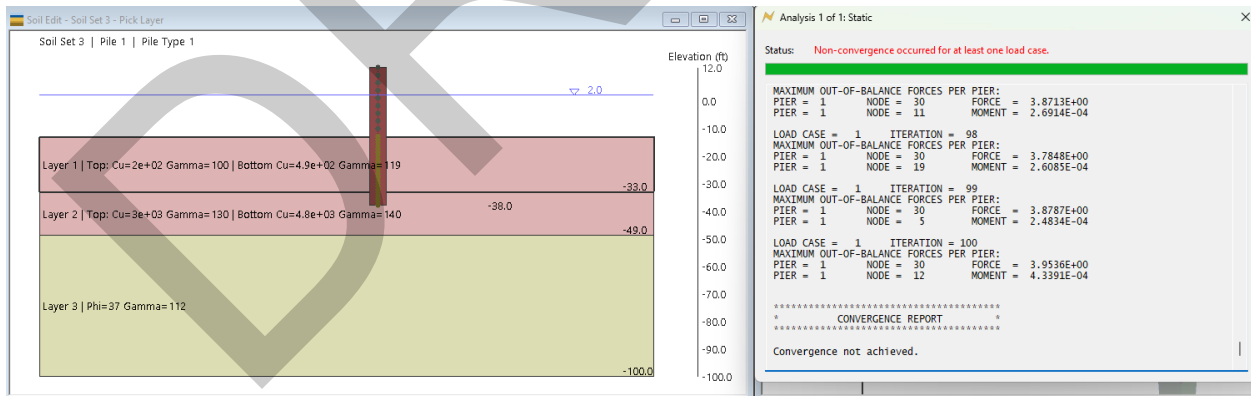 Soil Edit - Soil Set 3 - Pick Layer
Soil Set 3 | Pile 1 | Pile Type 1
Elevation (ft)
12.0
2.0
0.0
-10.0
Layer 1 | Top: Cu=2e+02 Gamma=100 | Bottom Cu=4.9e+02 Gamma=119
-20.0
-33.0
-30.0
-38.0
Layer 2 | Top: Cu=3e+03 Gamma=130 | Bottom Cu=4.8e+03 Gamma=140
-40.0
-49.0
-50.0
-60.0
-70.0
Layer 3 | Phi=37 Gamma=112
-80.0
-90.0
-100.0
-100.0
Analysis 1 of 1: Static
Status: Non-convergence occurred for at least one load case.
MAXIMUM OUT-OF-BALANCE FORCES PER PIER:
PIER = 1 NODE = 30 FORCE = 3.8713E+00
PIER = 1 NODE = 11 MOMENT = 2.6914E-04
LOAD CASE = 1 ITERATION = 98
MAXIMUM OUT-OF-BALANCE FORCES PER PIER:
PIER = 1 NODE = 30 FORCE = 3.7848E+00
PIER = 1 NODE = 19 MOMENT = 2.6085E-04
LOAD CASE = 1 ITERATION = 99
MAXIMUM OUT-OF-BALANCE FORCES PER PIER:
PIER = 1 NODE = 30 FORCE = 3.8787E+00
PIER = 1 NODE = 5 MOMENT = 2.4834E-04
LOAD CASE = 1 ITERATION = 100
MAXIMUM OUT-OF-BALANCE FORCES PER PIER:
PIER = 1 NODE = 30 FORCE = 3.9536E+00
PIER = 1 NODE = 12 MOMENT = 4.3391E-04
**************************************
* CONVERGENCE REPORT *
**************************************
Convergence not achieved.